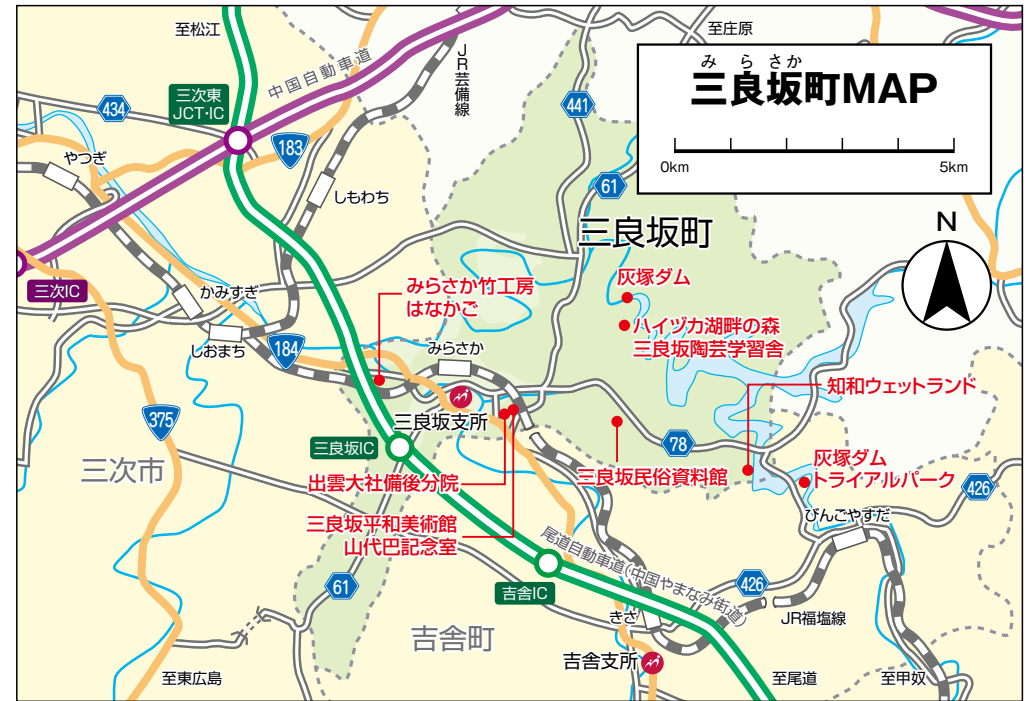 至松江
至庄原
中国自動車道
JR芸備線
み ら さか
三良坂町MAP
0km
5km
三次東
JCT・IC
434
441
183
61
やつぎ
しもわち
N
三良坂町
三次IC
かみすぎ
みらさか竹工房
はなかご
灰塚ダム
ハイヅカ湖畔の森
三良坂陶芸学習舎
しおまち
184
みらさか
知和ウェットランド
375
三良坂支所
三良坂IC
78
三次市
出雲大社備後分院
三良坂民俗資料館
灰塚ダム
トライアルパーク
426
三良坂平和美術館
山代巴記念室
びんごやすだ
尾道自動車道(中国やまなみ街道)
61
吉舎IC
426
きさ
JR福塩線
吉舎町
吉舎支所
至東広島
至尾道
至甲奴